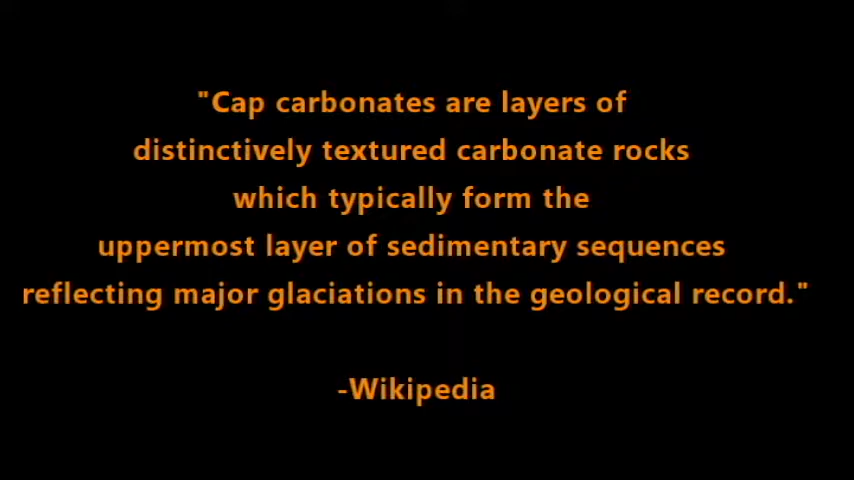 "Cap carbonates are layers of
distinctively textured carbonate rocks
which typically form the
uppermost layer of sedimentary sequences
reflecting major glaciations in the geological record."
-Wikipedia